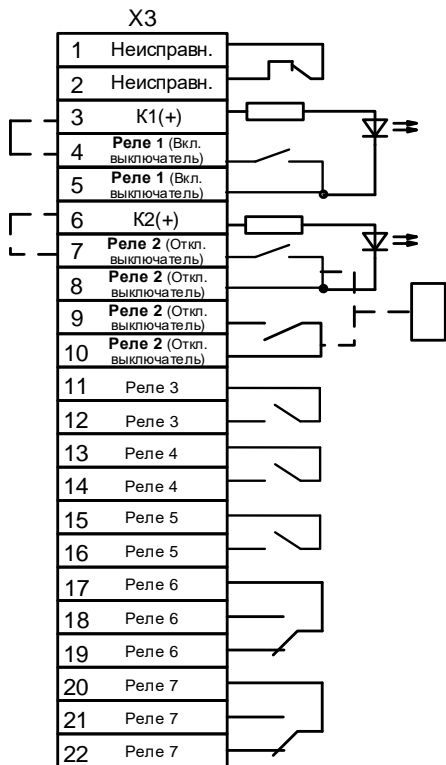 X3
1 Неисправн.
2 Неисправн.
3 К1(+)
4 Реле 1 (Вкл. выключатель)
5 Реле 1 (Вкл. выключатель)
6 К2(+)
7 Реле 2 (Откл. выключатель)
8 Реле 2 (Откл. выключатель)
9 Реле 2 (Откл. выключатель)
10 Реле 2 (Откл. выключатель)
11 Реле 3
12 Реле 3
13 Реле 4
14 Реле 4
15 Реле 5
16 Реле 5
17 Реле 6
18 Реле 6
19 Реле 6
20 Реле 7
21 Реле 7
22 Реле 7